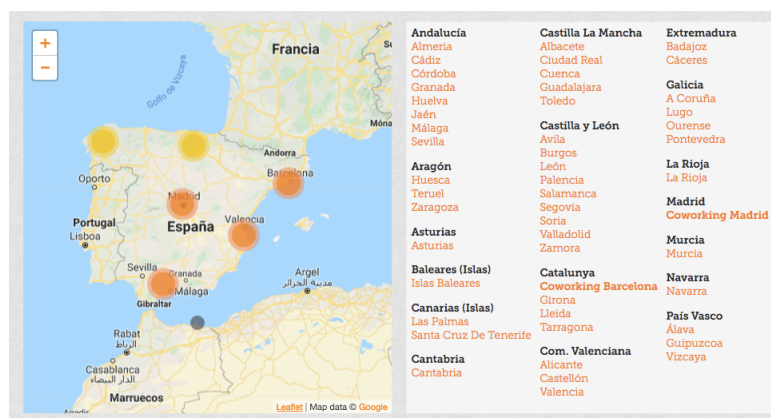 +
−
Francia
Su
Golfo de Vizcaya
Móna
Andorra
Barcelona
Oporto
Madrid
Portugal
España
Valencia
Lisboa
Sevilla
Granada
Argel
مدينة الجزائر
Málaga
Gibraltar
Rabat
الرباط
Casablanca
الدار البيضاء
Marruecos
Agadir
Leaflet | Map data © Google
Andalucía
Almeria
Cádiz
Córdoba
Granada
Huelva
Jaén
Málaga
Sevilla
Aragón
Huesca
Teruel
Zaragoza
Asturias
Asturias
Baleares (Islas)
Islas Baleares
Canarias (Islas)
Las Palmas
Santa Cruz De Tenerife
Cantabria
Cantabria
Castilla La Mancha
Albacete
Ciudad Real
Cuenca
Guadalajara
Toledo
Castilla y León
Avila
Burgos
León
Palencia
Salamanca
Segovia
Soria
Valladolid
Zamora
Catalunya
Coworking Barcelona
Girona
Lleida
Tarragona
Com. Valenciana
Alicante
Castellón
Valencia
Extremadura
Badajoz
Cáceres
Galicia
A Coruña
Lugo
Ourense
Pontevedra
La Rioja
La Rioja
Madrid
Coworking Madrid
Murcia
Murcia
Navarra
Navarra
País Vasco
Álava
Guipuzcoa
Vizcaya